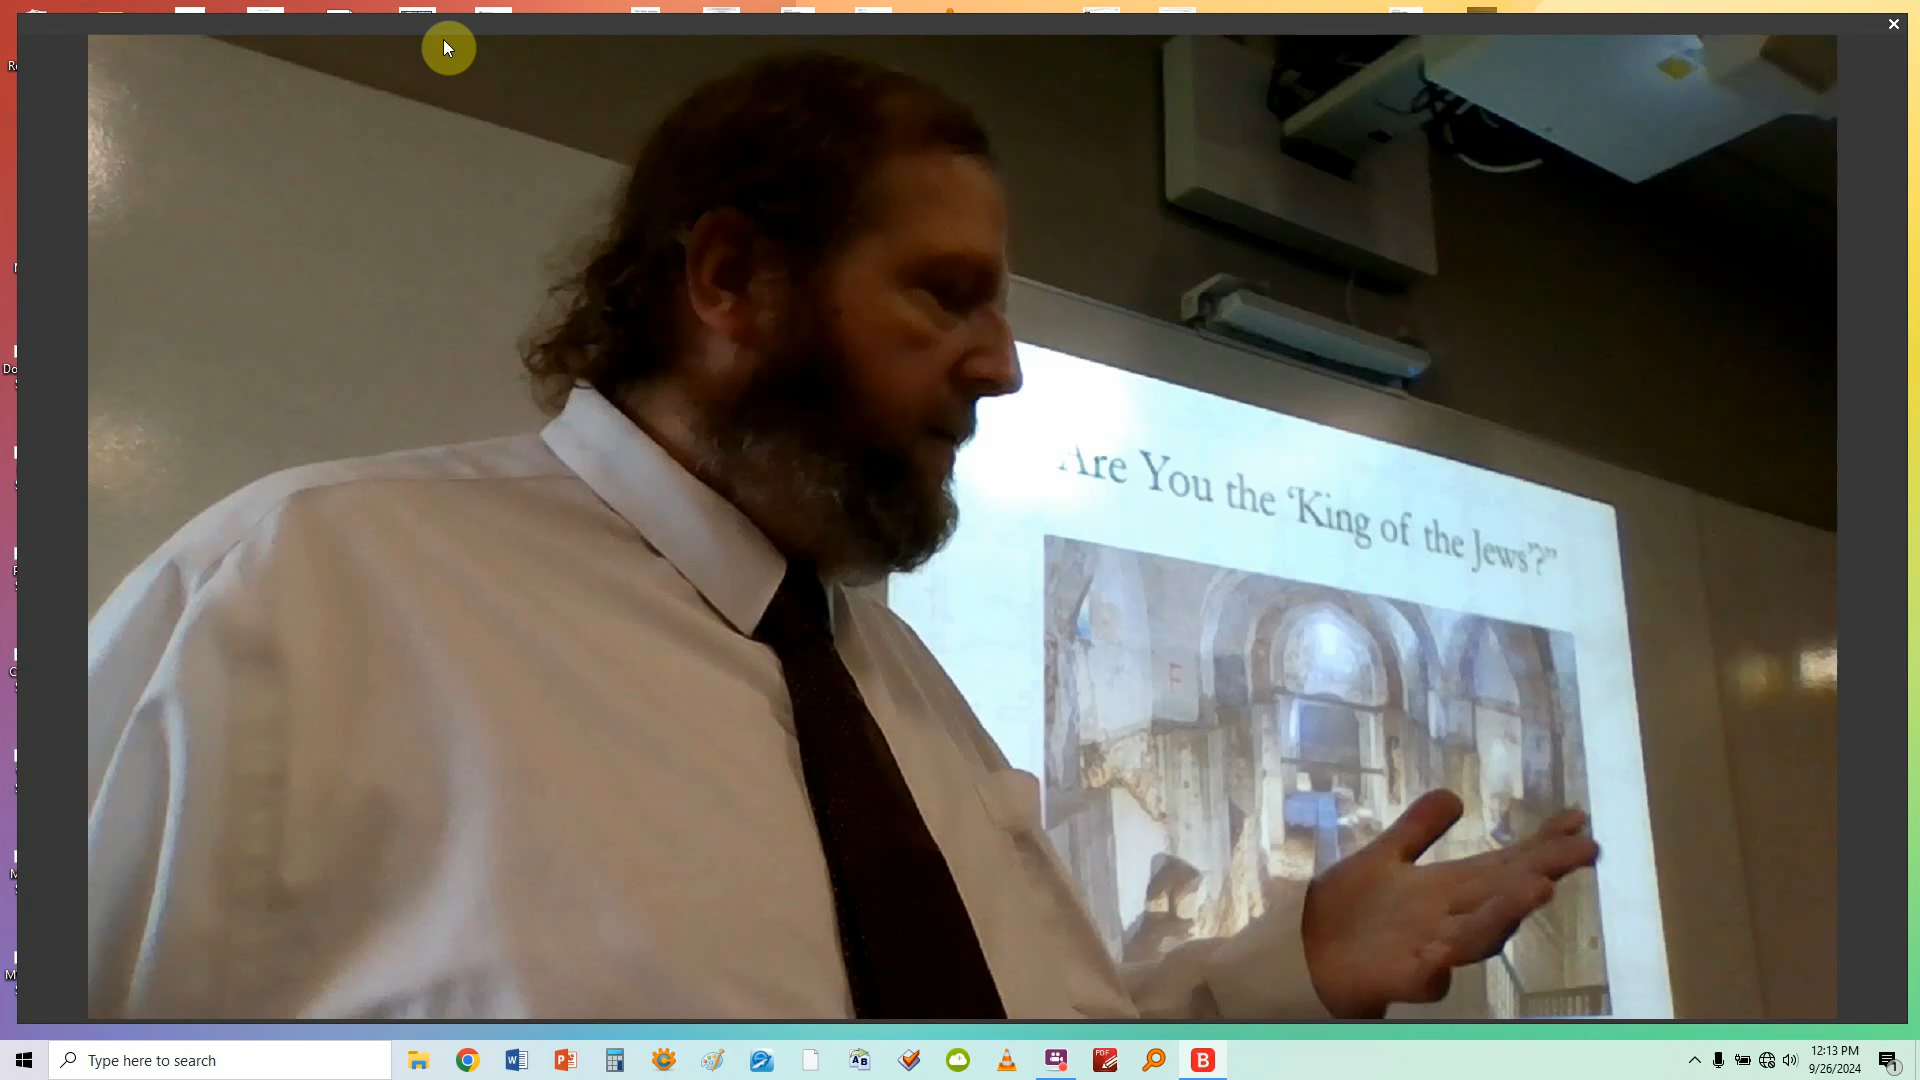 Are You the ‘King of the Jews’?”
Type here to search
12:13 PM
9/26/2024